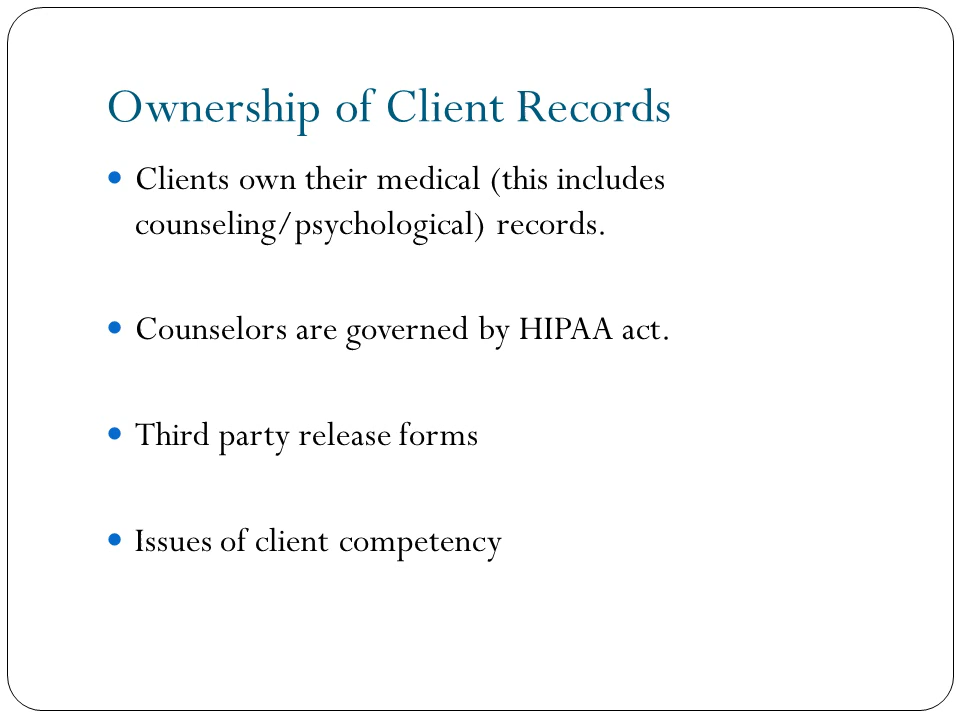 Ownership of Client Records
Clients own their medical (this includes
counseling/psychological) records.
Counselors are governed by HIPAA act.
Third party release forms
Issues of client competency